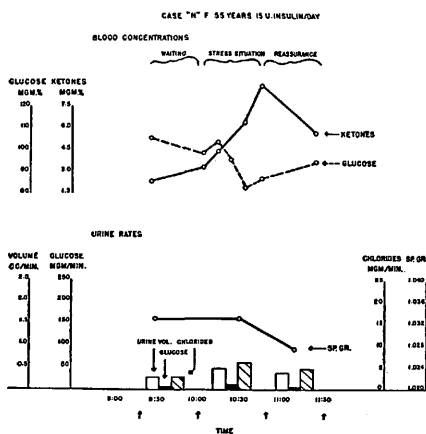 CASE "N" F 55 YEARS 15 U. INSULIN/DAY
BLOOD CONCENTRATIONS
WAITING STRESS SITUATION REASSURANCE
GLUCOSE KETONES
MGM.% MGM.%
120 7.5
110 6.0
100 4.5
90 3.0
80 1.5
KETONES
GLUCOSE
URINE RATES
VOLUME GLUCOSE
CC/MIN. MGM/MIN.
CHLORIDES SP.GR.
MGM/MIN.
250 1.040
2.0 200 20 1.036
1.5 150 15 1.032
1.0 100 10 1.028
0.5 50 5 1.024
1.020
URINE VOL. CHLORIDES
GLUCOSE
SP.GR.
9:00 9:30 10:00 10:30 11:00 11:30
TIME